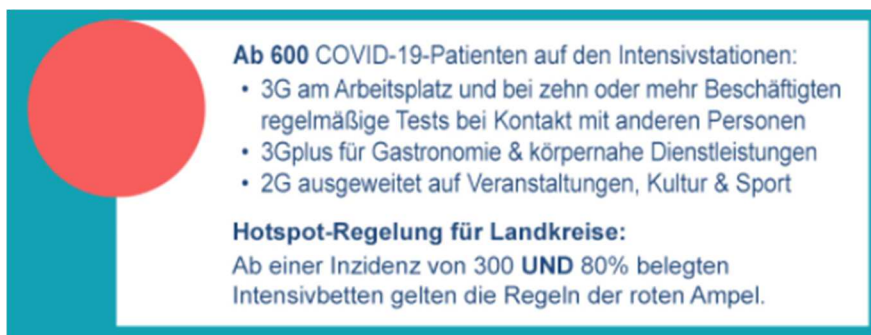 Ab 600 COVID-19-Patienten auf den Intensivstationen:
• 3G am Arbeitsplatz und bei zehn oder mehr Beschäftigten
regelmäßige Tests bei Kontakt mit anderen Personen
• 3Gplus für Gastronomie & körpernahe Dienstleistungen
• 2G ausgeweitet auf Veranstaltungen, Kultur & Sport
Hotspot-Regelung für Landkreise:
Ab einer Inzidenz von 300 UND 80% belegten
Intensivbetten gelten die Regeln der roten Ampel.